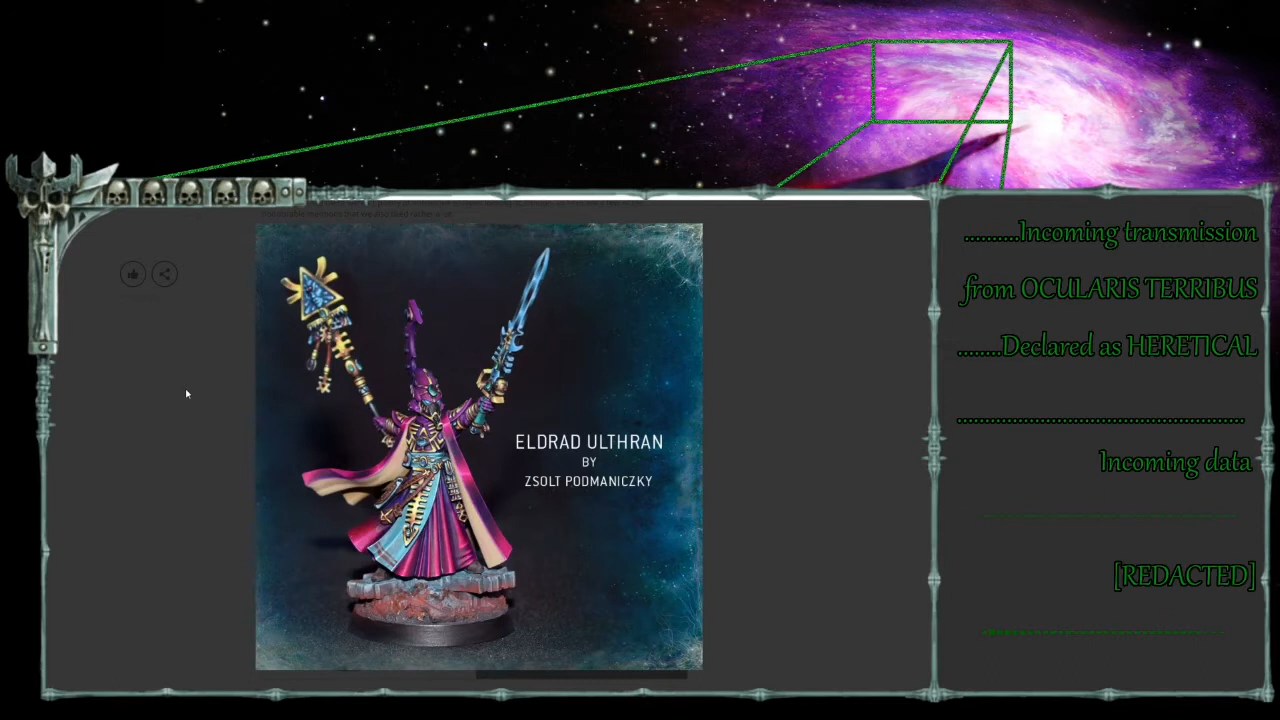 ELDRAD ULTHRAN
BY
ZSOLT PODMANICZKY
..........Incoming transmission
from OCULARIS TERRIBUS
........Declared as HERETICAL
......................................................
Incoming data
[REDACTED]